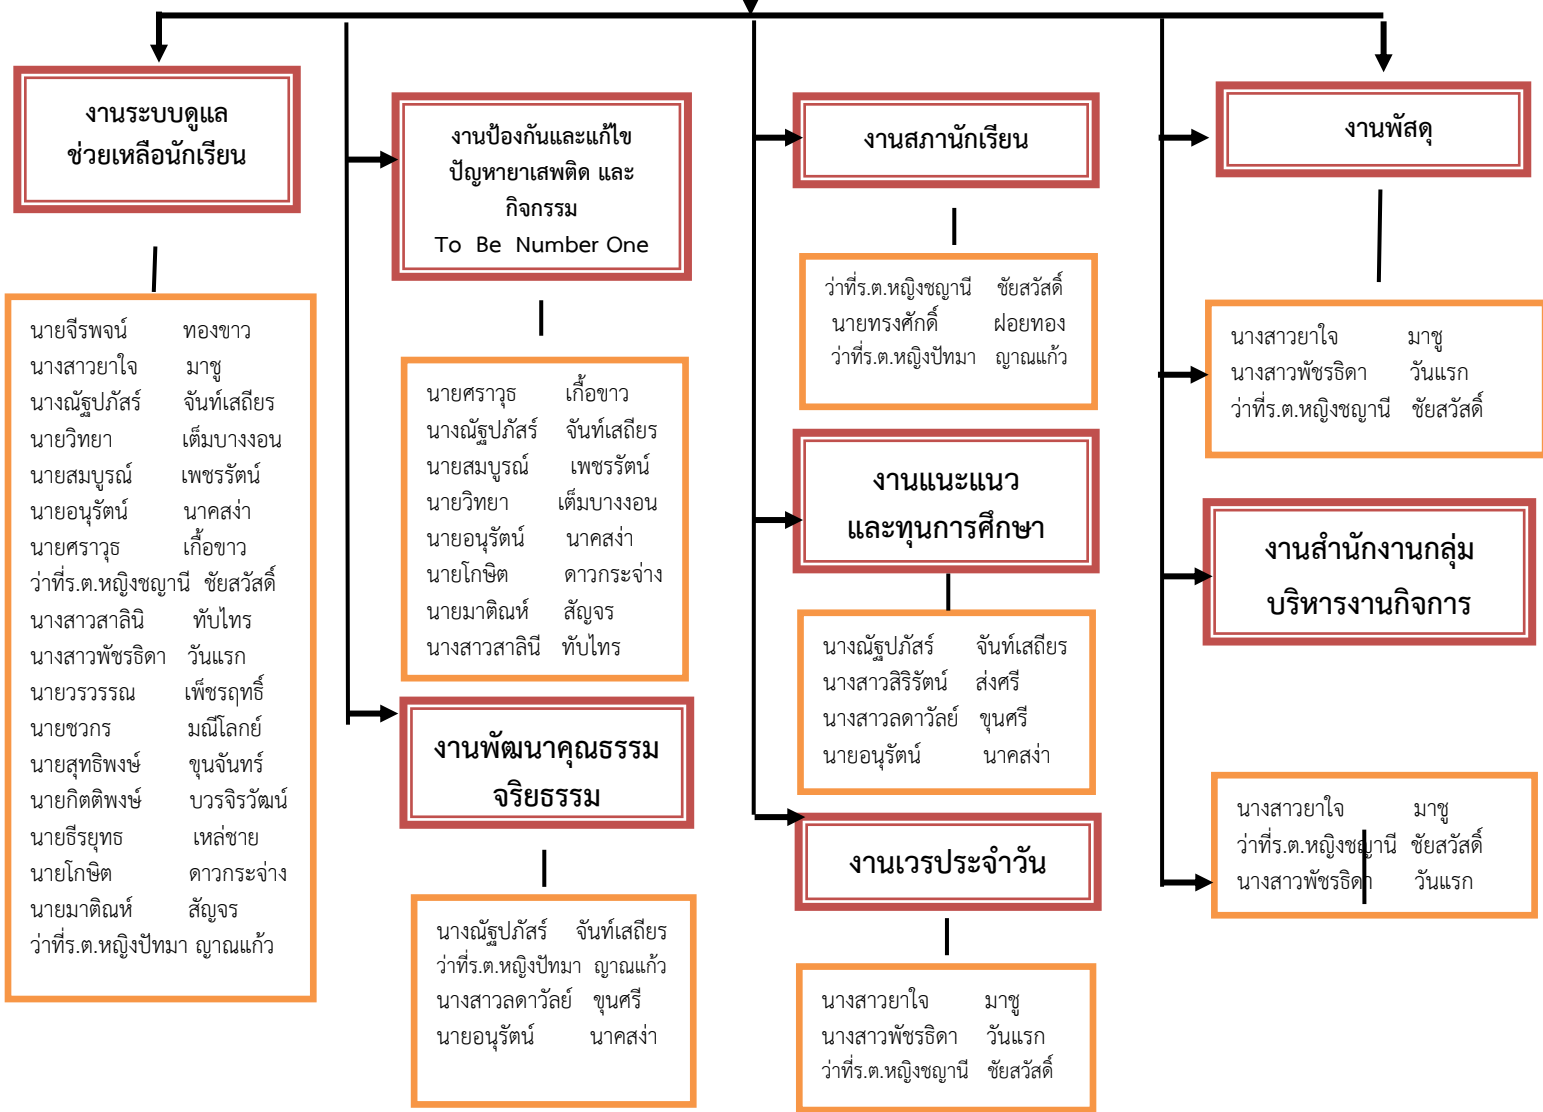 งานระบบดูแล
ช่วยเหลือนักเรียน
นายจีรพจน์ ทองขาว
นางสาวยาใจ มาชู
นางณัฐปภัสร์ จันท์เสถียร
นายวิทยา เต็มบางงอน
นายสมบูรณ์ เพชรรัตน์
นายอนุรัตน์ นาคสง่า
นายศราวุธ เกื้อขาว
ว่าที่ร.ต.หญิงชญานี ชัยสวัสดิ์
นางสาวสาลินิ ทับไทร
นางสาวพัชรธิดา วันแรก
นายวรวรรณ เพ็ชรฤทธิ์
นายชวกร มณีโลกย์
นายสุทธิพงษ์ ขุนจันทร์
นายกิตติพงษ์ บวรจิรวัฒน์
นายธีรยุทธ เหล่ชาย
นายโกษิต ดาวกระจ่าง
นายมาติณห์ สัญจร
ว่าที่ร.ต.หญิงปัทมา ญาณแก้ว
งานป้องกันและแก้ไข
ปัญหายาเสพติด และ
กิจกรรม
To Be Number One
นายศราวุธ เกื้อขาว
นางณัฐปภัสร์ จันท์เสถียร
นายสมบูรณ์ เพชรรัตน์
นายวิทยา เต็มบางงอน
นายอนุรัตน์ นาคสง่า
นายโกษิต ดาวกระจ่าง
นายมาติณห์ สัญจร
นางสาวสาลินี ทับไทร
งานพัฒนาคุณธรรม
จริยธรรม
นางณัฐปภัสร์ จันท์เสถียร
ว่าที่ร.ต.หญิงปัทมา ญาณแก้ว
นางสาวลดาวัลย์ ขุนศรี
นายอนุรัตน์ นาคสง่า
งานสภานักเรียน
ว่าที่ร.ต.หญิงชญานี ชัยสวัสดิ์
นายทรงศักดิ์ ฝอยทอง
ว่าที่ร.ต.หญิงปัทมา ญาณแก้ว
งานแนะแนว
และทุนการศึกษา
นางณัฐปภัสร์ จันท์เสถียร
นางสาวสิริรัตน์ ส่งศรี
นางสาวลดาวัลย์ ขุนศรี
นายอนุรัตน์ นาคสง่า
งานเวรประจำวัน
นางสาวยาใจ มาชู
นางสาวพัชรธิดา วันแรก
ว่าที่ร.ต.หญิงชญานี ชัยสวัสดิ์
งานพัสดุ
นางสาวยาใจ มาชู
นางสาวพัชรธิดา วันแรก
ว่าที่ร.ต.หญิงชญานี ชัยสวัสดิ์
งานสำนักงานกลุ่ม
บริหารงานกิจการ
นางสาวยาใจ มาชู
ว่าที่ร.ต.หญิงชญานี ชัยสวัสดิ์
นางสาวพัชรธิดา วันแรก